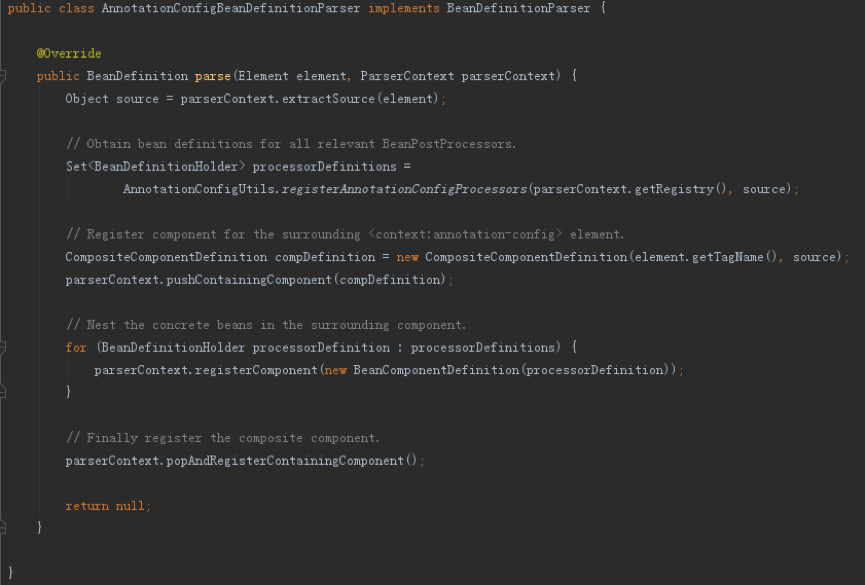 public class AnnotationConfigBeanDefinitionParser implements BeanDefinitionParser {
@Override
public BeanDefinition parse(Element element, ParserContext parserContext) {
Object source = parserContext.extractSource(element);
// Obtain bean definitions for all relevant BeanPostProcessors.
Set<BeanDefinitionHolder> processorDefinitions =
AnnotationConfigUtils.registerAnnotationConfigProcessors(parserContext.getRegistry(), source);
// Register component for the surrounding <context:annotation-config> element.
CompositeComponentDefinition compDefinition = new CompositeComponentDefinition(element.getTagName(), source);
parserContext.pushContainingComponent(compDefinition);
// Nest the concrete beans in the surrounding component.
for (BeanDefinitionHolder processorDefinition : processorDefinitions) {
parserContext.registerComponent(new BeanComponentDefinition(processorDefinition));
}
// Finally register the composite component.
parserContext.popAndRegisterContainingComponent();
return null;
}
}